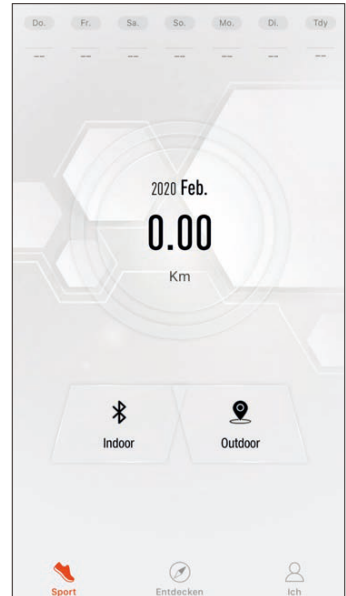 Do. Fr. Sa. So. Mo. Di. Tdy
-- -- -- -- -- -- --
2020 Feb.
0.00
Km
Indoor Outdoor
Sport Entdecken Ich